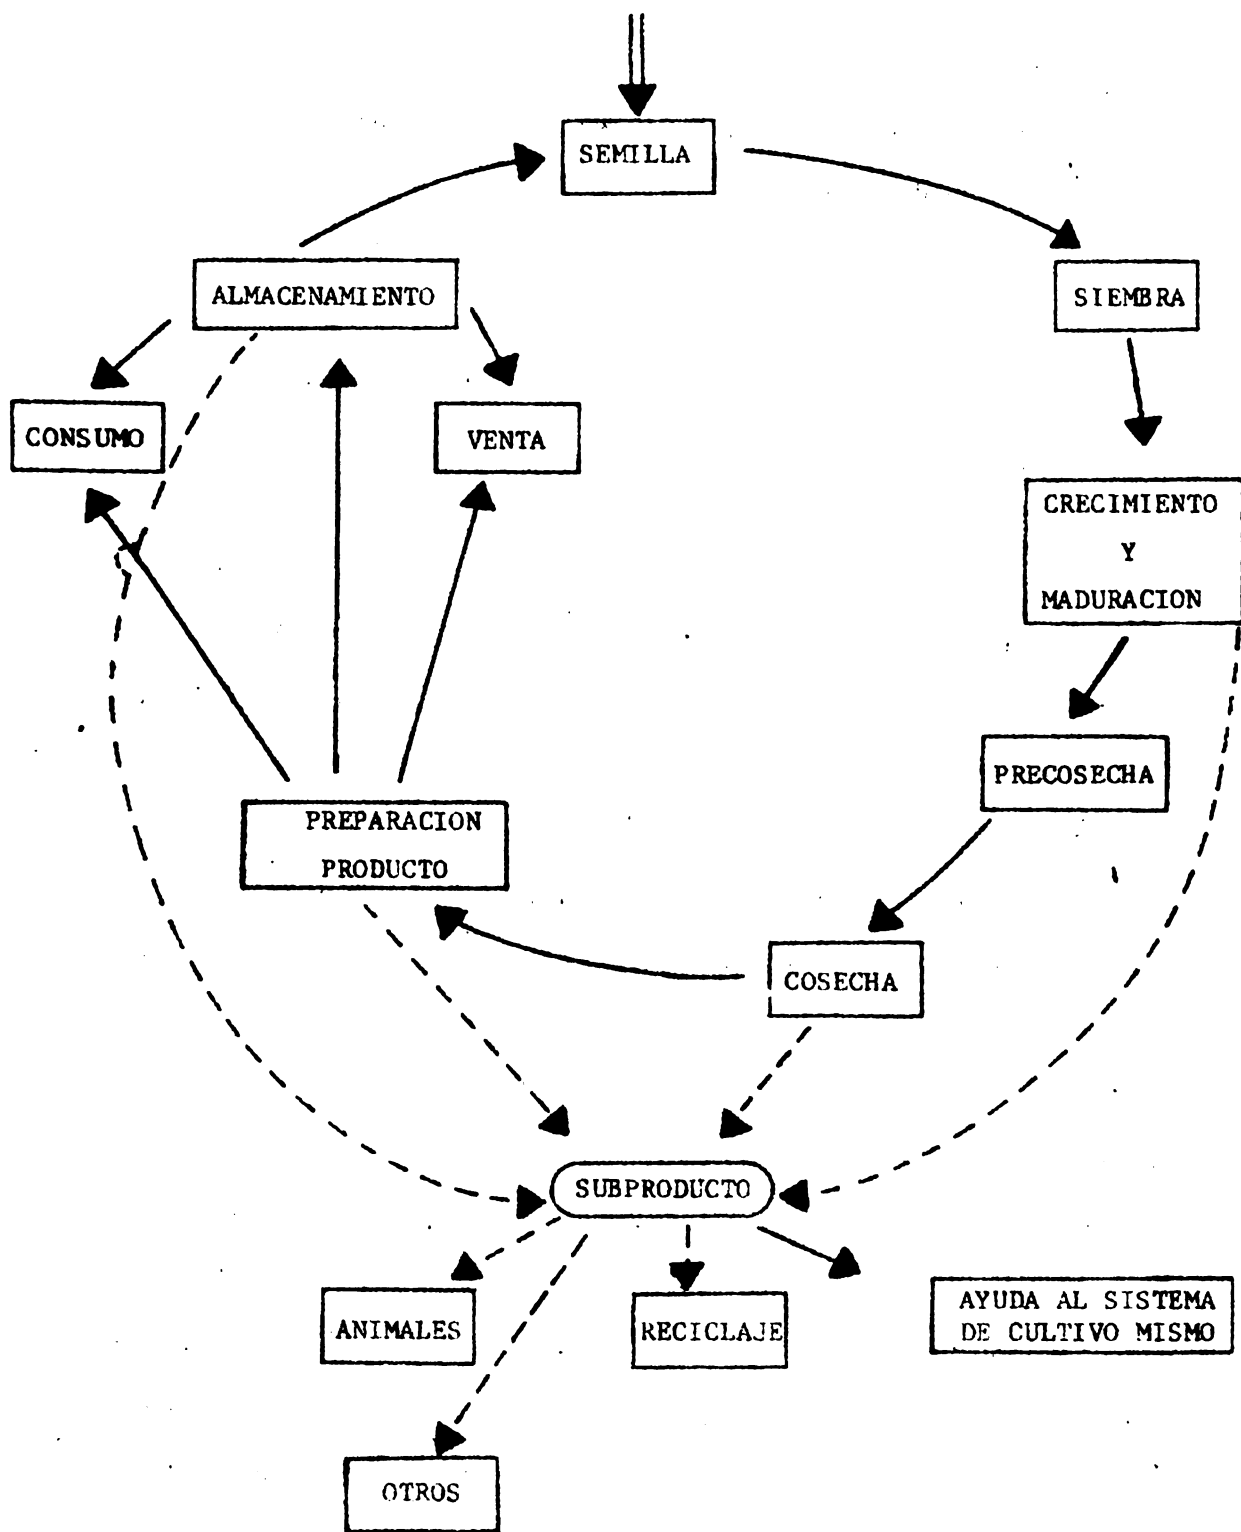 SEMILLA
ALMACENAMIENTO
SIEMBRA
CONSUMO
VENTA
CRECIMIENTO
Y
MADURACION
PRECOSECHA
PREPARACION
PRODUCTO
COSECHA
SUBPRODUCTO
ANIMALES
RECICLAJE
AYUDA AL SISTEMA
DE CULTIVO MISMO
OTROS